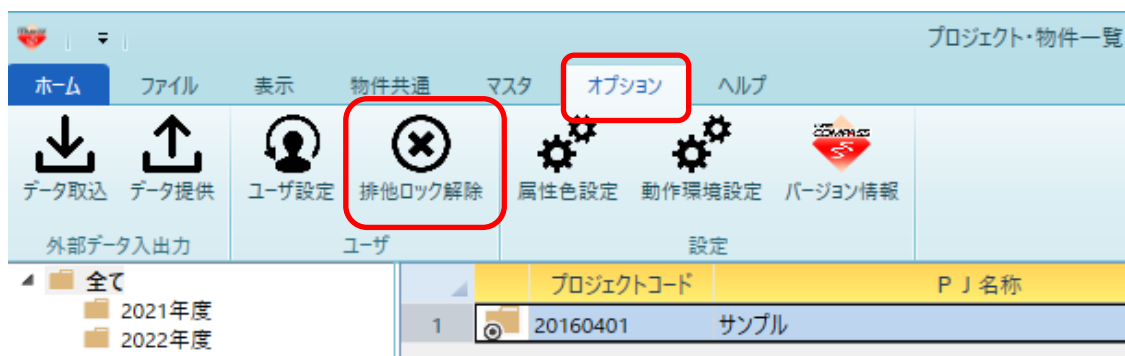 プロジェクト・物件一覧
ホーム ファイル 表示 物件共通 マスタ オプション ヘルプ
データ取込 データ提供 ユーザ設定 排他ロック解除 属性色設定 動作環境設定 バージョン情報
外部データ入出力 ユーザ 設定
全て
2021年度
2022年度
プロジェクトコード ＰＪ名称
1 20160401 サンプル